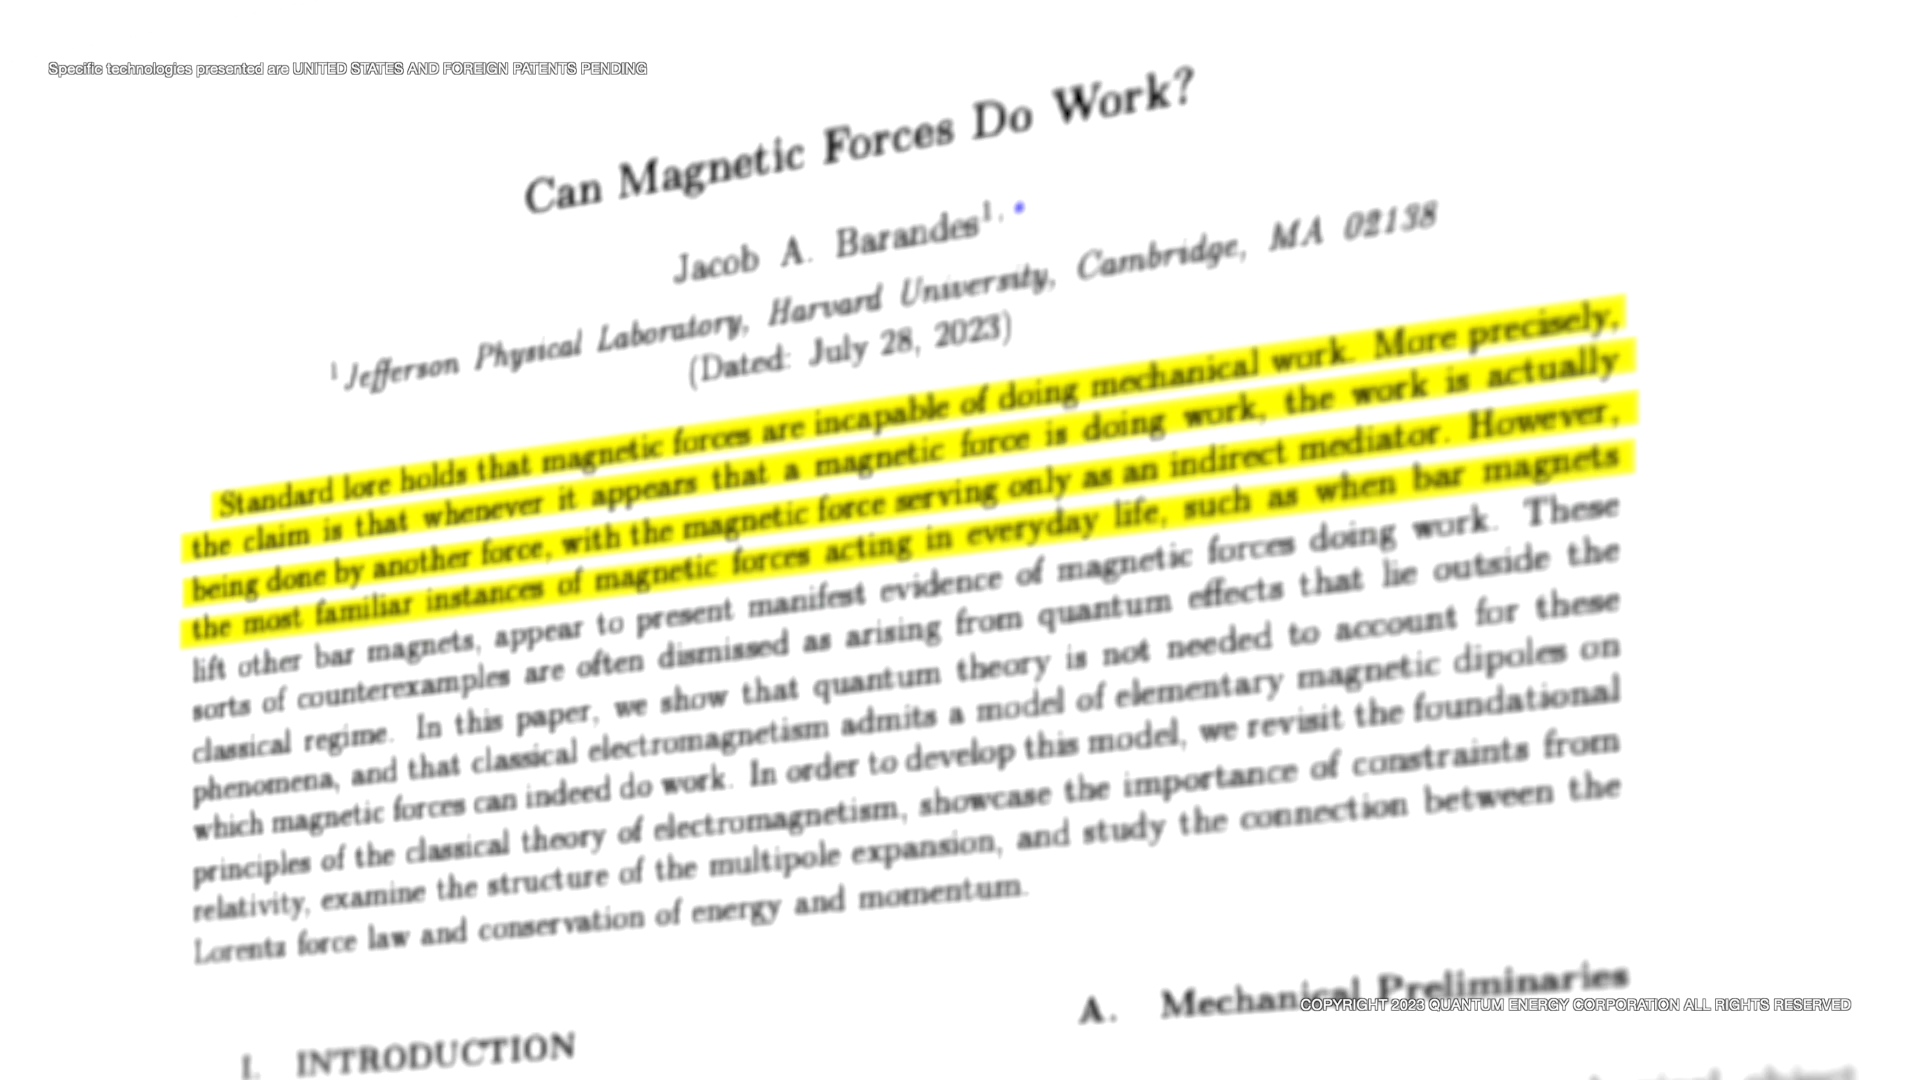 Specific technologies presented are UNITED STATES AND FOREIGN PATENTS PENDING
Can Magnetic Forces Do Work?
Jacob A. Barandes¹, *
¹ Jefferson Physical Laboratory, Harvard University, Cambridge, MA 02138
(Dated: July 28, 2023)
Standard lore holds that magnetic forces are incapable of doing mechanical work. More precisely,
the claim is that whenever it appears that a magnetic force is doing work, the work is actually
being done by another force, with the magnetic force serving only as an indirect mediator. However,
the most familiar instances of magnetic forces acting in everyday life, such as when bar magnets
lift other bar magnets, appear to present manifest evidence of magnetic forces doing work. These
sorts of counterexamples are often dismissed as arising from quantum effects that lie outside the
classical regime. In this paper, we show that quantum theory is not needed to account for these
phenomena, and that classical electromagnetism admits a model of elementary magnetic dipoles on
which magnetic forces can indeed do work. In order to develop this model, we revisit the foundational
principles of the classical theory of electromagnetism, showcase the importance of constraints from
relativity, examine the structure of the multipole expansion, and study the connection between the
Lorentz force law and conservation of energy and momentum.
I. INTRODUCTION
A. Mechanical Preliminaries
COPYRIGHT 2023 QUANTUM ENERGY CORPORATION ALL RIGHTS RESERVED